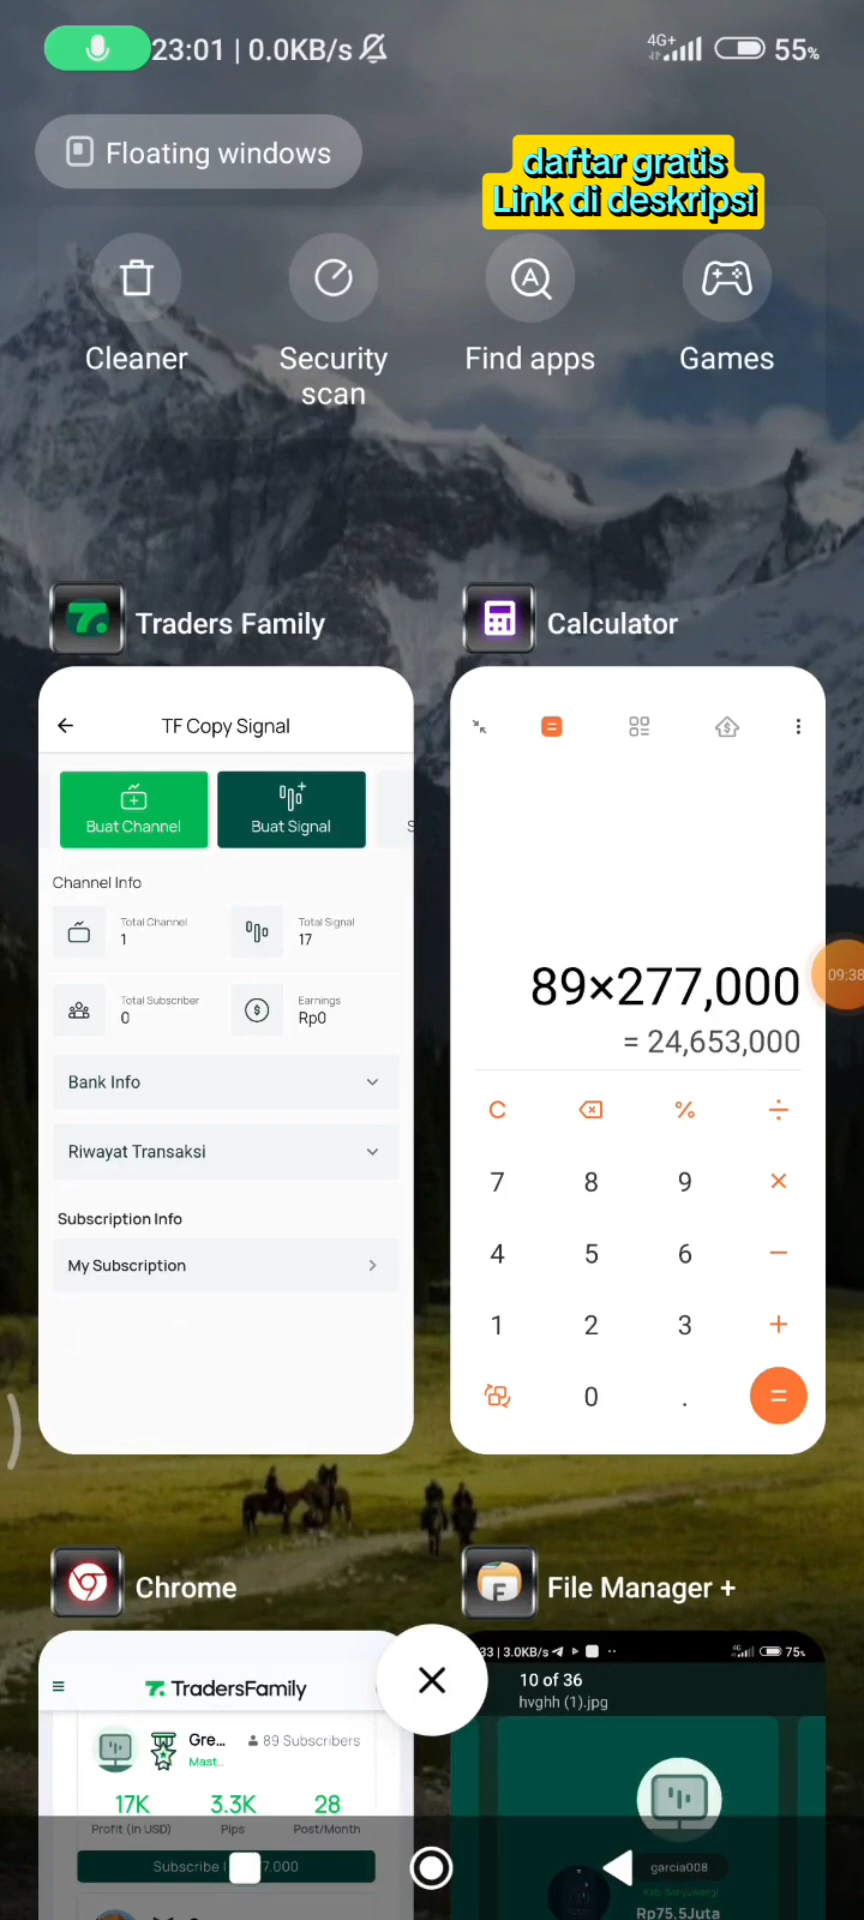 23:01 | 0.0KB/s
4G+
55%
Floating windows
daftar gratis
Link di deskripsi
Cleaner
Security
scan
Find apps
Games
Traders Family
Calculator
TF Copy Signal
Buat Channel
Buat Signal
Channel Info
Total Channel
1
Total Signal
17
Total Subscriber
0
Earnings
Rp0
Bank Info
Riwayat Transaksi
Subscription Info
My Subscription
89×277,000
= 24,653,000
09:38
C
%
÷
7
8
9
×
4
5
6
−
1
2
3
+
0
.
=
Chrome
File Manager +
TradersFamily
Gre...
89 Subscribers
Mast..
17K
3.3K
28
Profit (in USD)
Pips
Post/Month
Subscribe
7.000
33 | 3.0KB/s
4G
75%
10 of 36
hvghh (1).jpg
garcia008
Kab. Banyuwangi
Rp75.5Juta